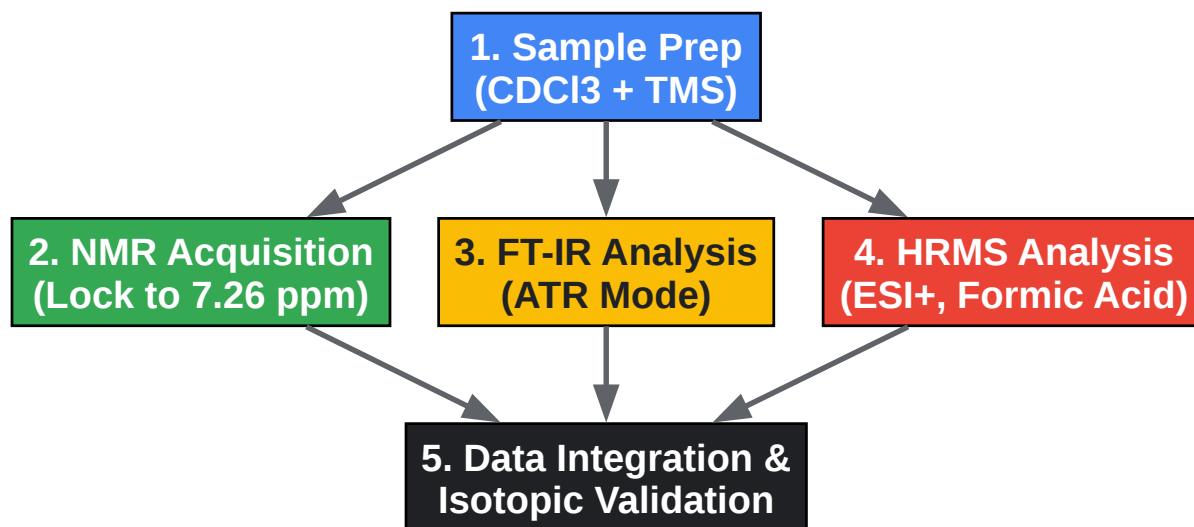 1. Sample Prep
(CDCl3 + TMS)
2. NMR Acquisition
(Lock to 7.26 ppm)
3. FT-IR Analysis
(ATR Mode)
4. HRMS Analysis
(ESI+, Formic Acid)
5. Data Integration &
Isotopic Validation